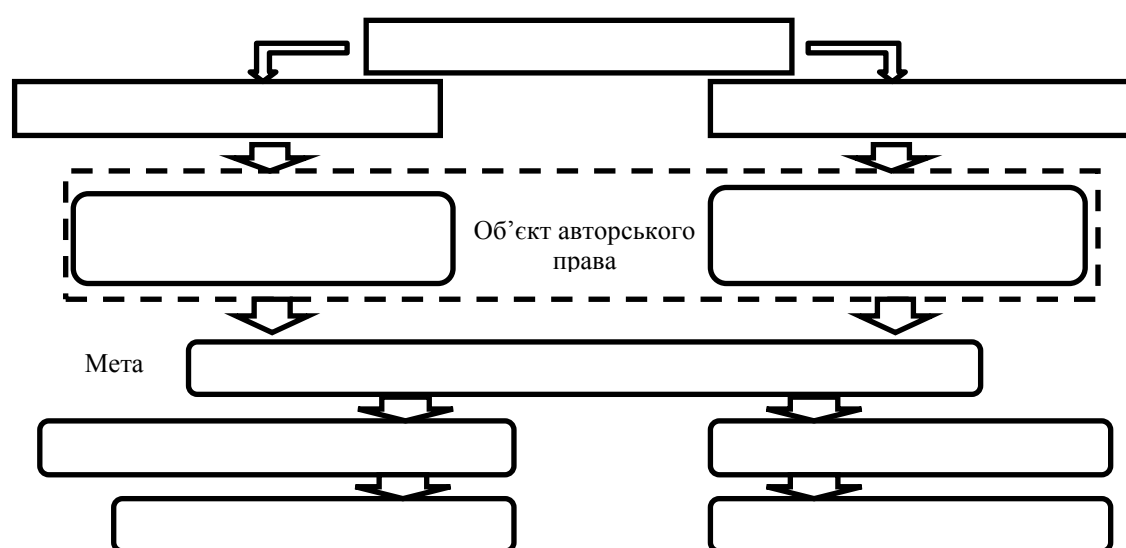 Об’єкт авторського
права
Мета